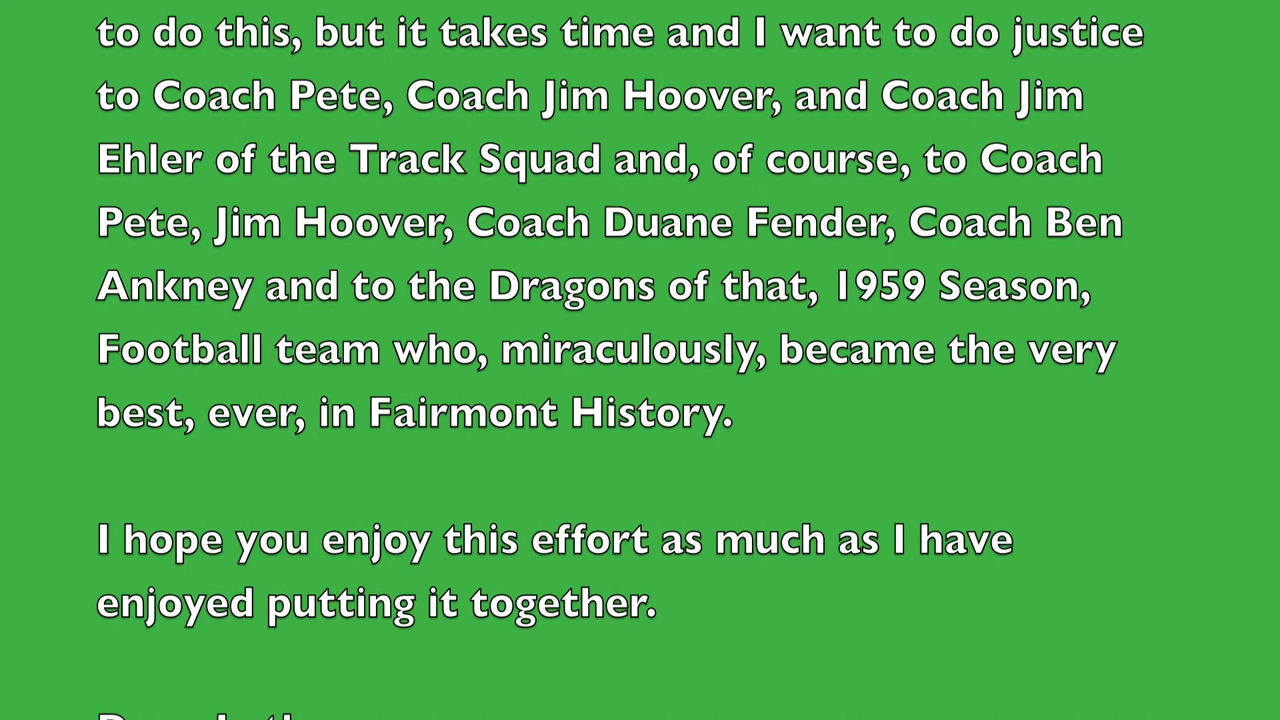 to do this, but it takes time and I want to do justice
to Coach Pete, Coach Jim Hoover, and Coach Jim
Ehler of the Track Squad and, of course, to Coach
Pete, Jim Hoover, Coach Duane Fender, Coach Ben
Ankney and to the Dragons of that, 1959 Season,
Football team who, miraculously, became the very
best, ever, in Fairmont History.
I hope you enjoy this effort as much as I have
enjoyed putting it together.